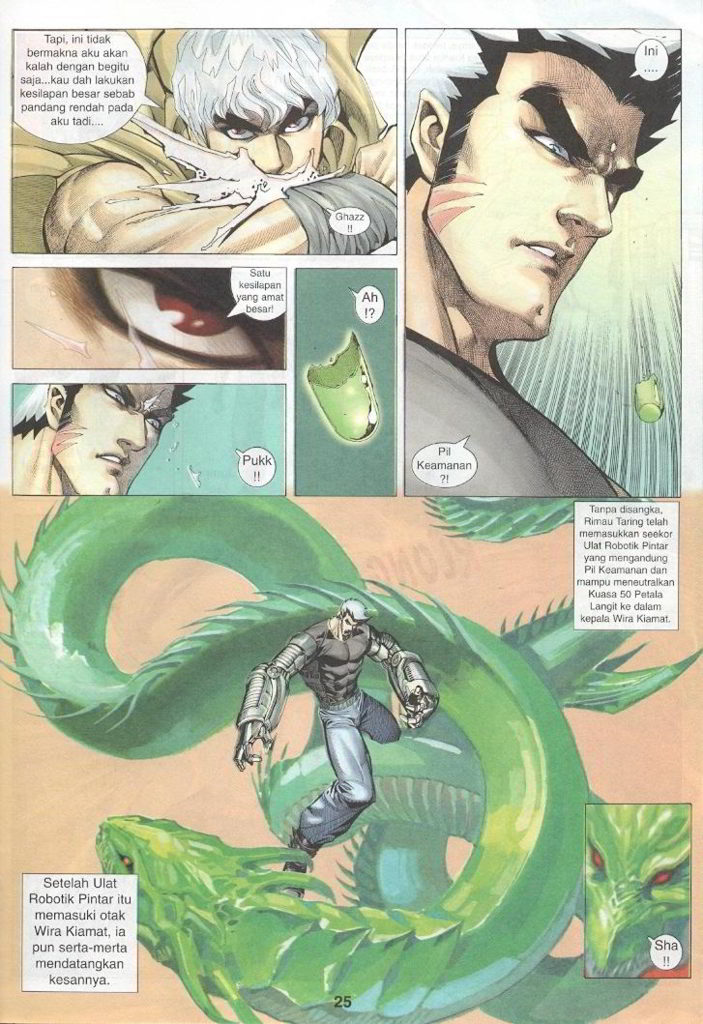 Tapi, ini tidak
bermakna aku akan
kalah dengan begitu
saja...kau dah lakukan
kesilapan besar sebab
pandang rendah pada
aku tadi....
Ghazz
!!
Ini
....
Satu
kesilapan
yang amat
besar!
Ah
!?
Pukk
!!
Pil
Keamanan
?!
Tanpa disangka,
Rimau Taring telah
memasukkan seekor
Ulat Robotik Pintar
yang mengandung
Pil Keamanan dan
mampu meneutralkan
Kuasa 50 Petala
Langit ke dalam
kepala Wira Kiamat.
Setelah Ulat
Robotik Pintar itu
memasuki otak
Wira Kiamat, ia
pun serta-merta
mendatangkan
kesannya.
Sha
!!
25